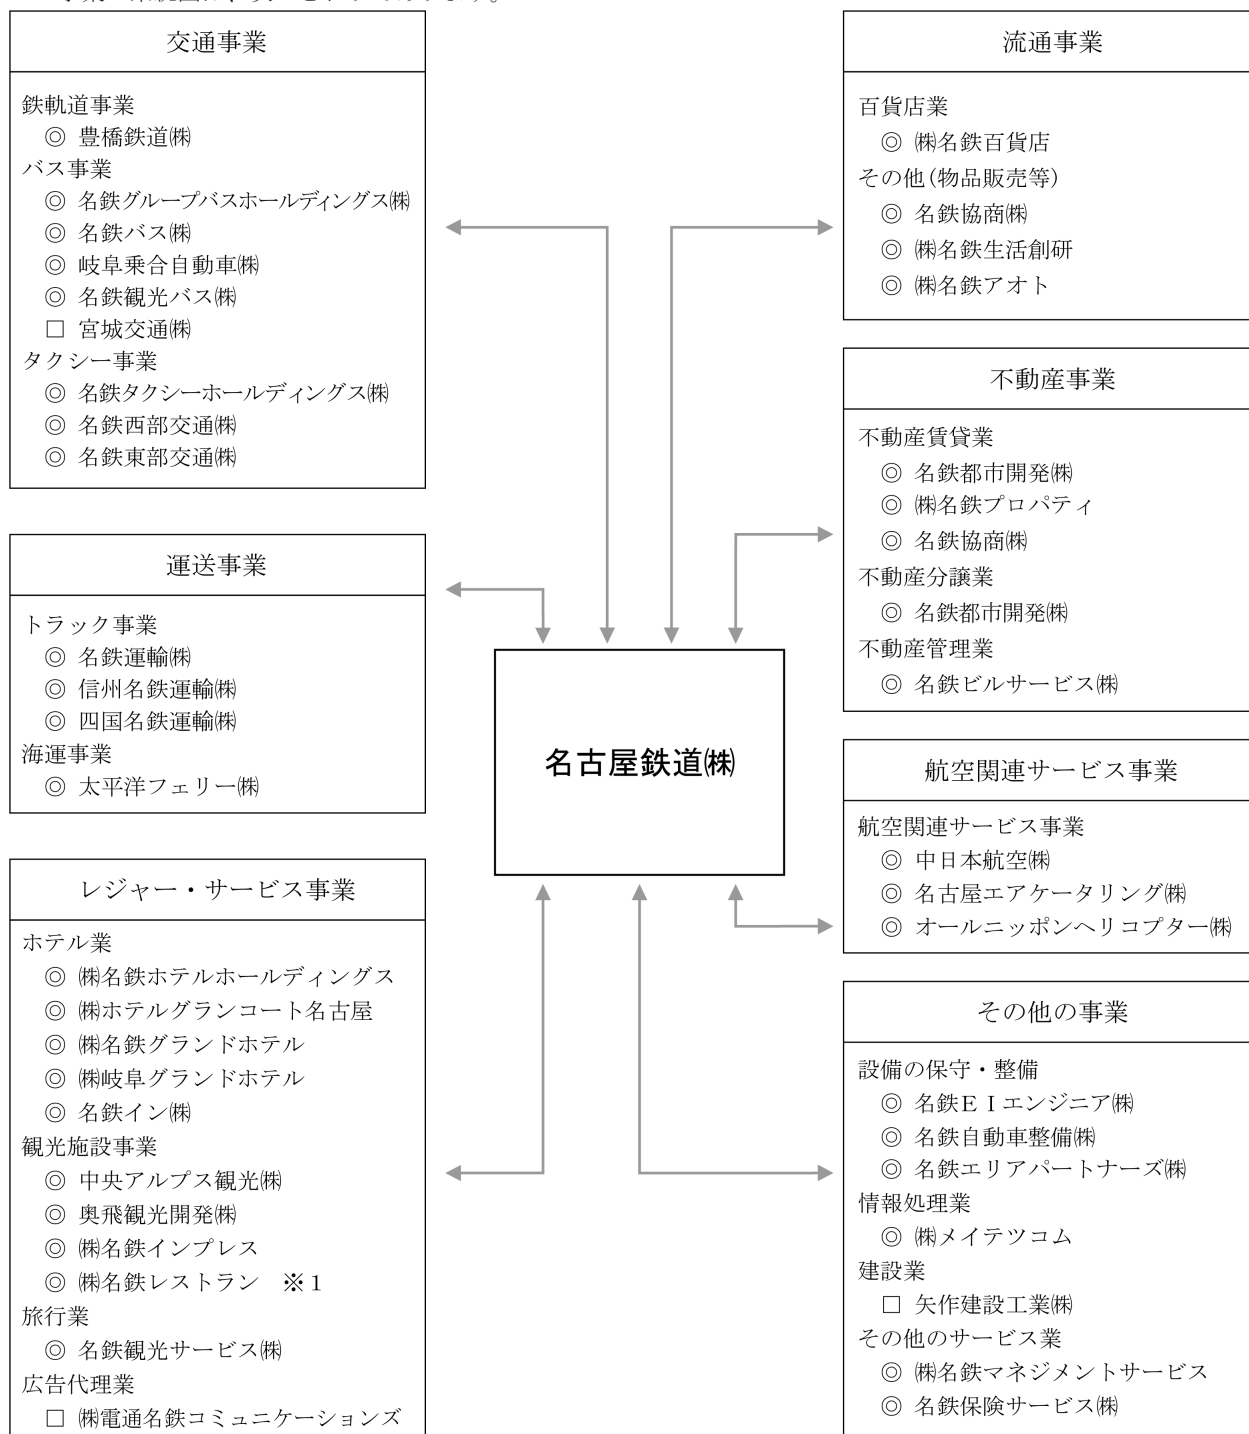 交通事業
鉄軌道事業
◎ 豊橋鉄道㈱
バス事業
◎ 名鉄グループバスホールディングス㈱
◎ 名鉄バス㈱
◎ 岐阜乗合自動車㈱
◎ 名鉄観光バス㈱
□ 宮城交通㈱
タクシー事業
◎ 名鉄タクシーホールディングス㈱
◎ 名鉄西部交通㈱
◎ 名鉄東部交通㈱
運送事業
トラック事業
◎ 名鉄運輸㈱
◎ 信州名鉄運輸㈱
◎ 四国名鉄運輸㈱
海運事業
◎ 太平洋フェリー㈱
レジャー・サービス事業
ホテル業
◎ ㈱名鉄ホテルホールディングス
◎ ㈱ホテルグランコート名古屋
◎ ㈱名鉄グランドホテル
◎ ㈱岐阜グランドホテル
◎ 名鉄イン㈱
観光施設事業
◎ 中央アルプス観光㈱
◎ 奥飛観光開発㈱
◎ ㈱名鉄インプレス
◎ ㈱名鉄レストラン ※1
旅行業
◎ 名鉄観光サービス㈱
広告代理業
□ ㈱電通名鉄コミュニケーションズ
名古屋鉄道㈱
流通事業
百貨店業
◎ ㈱名鉄百貨店
その他(物品販売等)
◎ 名鉄協商㈱
◎ ㈱名鉄生活創研
◎ ㈱名鉄アオト
不動産事業
不動産賃貸業
◎ 名鉄都市開発㈱
◎ ㈱名鉄プロパティ
◎ 名鉄協商㈱
不動産分譲業
◎ 名鉄都市開発㈱
不動産管理業
◎ 名鉄ビルサービス㈱
航空関連サービス事業
航空関連サービス事業
◎ 中日本航空㈱
◎ 名古屋エアケータリング㈱
◎ オールニッポンヘリコプター㈱
その他の事業
設備の保守・整備
◎ 名鉄ＥＩエンジニア㈱
◎ 名鉄自動車整備㈱
◎ 名鉄エリアパートナーズ㈱
情報処理業
◎ ㈱メイテツコム
建設業
□ 矢作建設工業㈱
その他のサービス業
◎ ㈱名鉄マネジメントサービス
◎ 名鉄保険サービス㈱